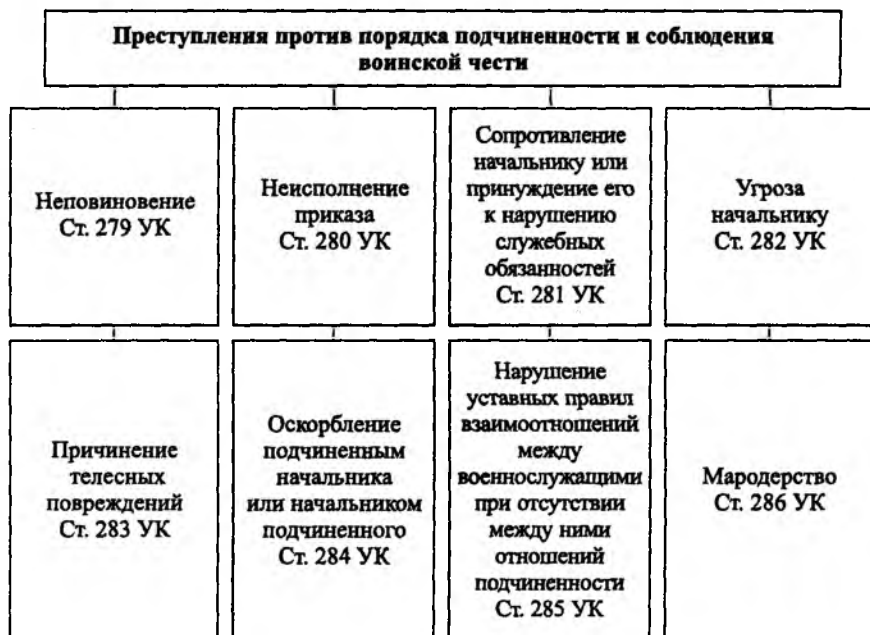 Преступления против порядка подчиненности и соблюдения
воинской чести
Неповиновение
Ст. 279 УК
Неисполнение
приказа
Ст. 280 УК
Сопротивление
начальнику или
принуждение его
к нарушению
служебных
обязанностей
Ст. 281 УК
Угроза
начальнику
Ст. 282 УК
Причинение
телесных
повреждений
Ст. 283 УК
Оскорбление
подчиненным
начальника
или начальником
подчиненного
Ст. 284 УК
Нарушение
уставных правил
взаимоотношений
между
военнослужащими
при отсутствии
между ними
отношений
подчиненности
Ст. 285 УК
Мародерство
Ст. 286 УК